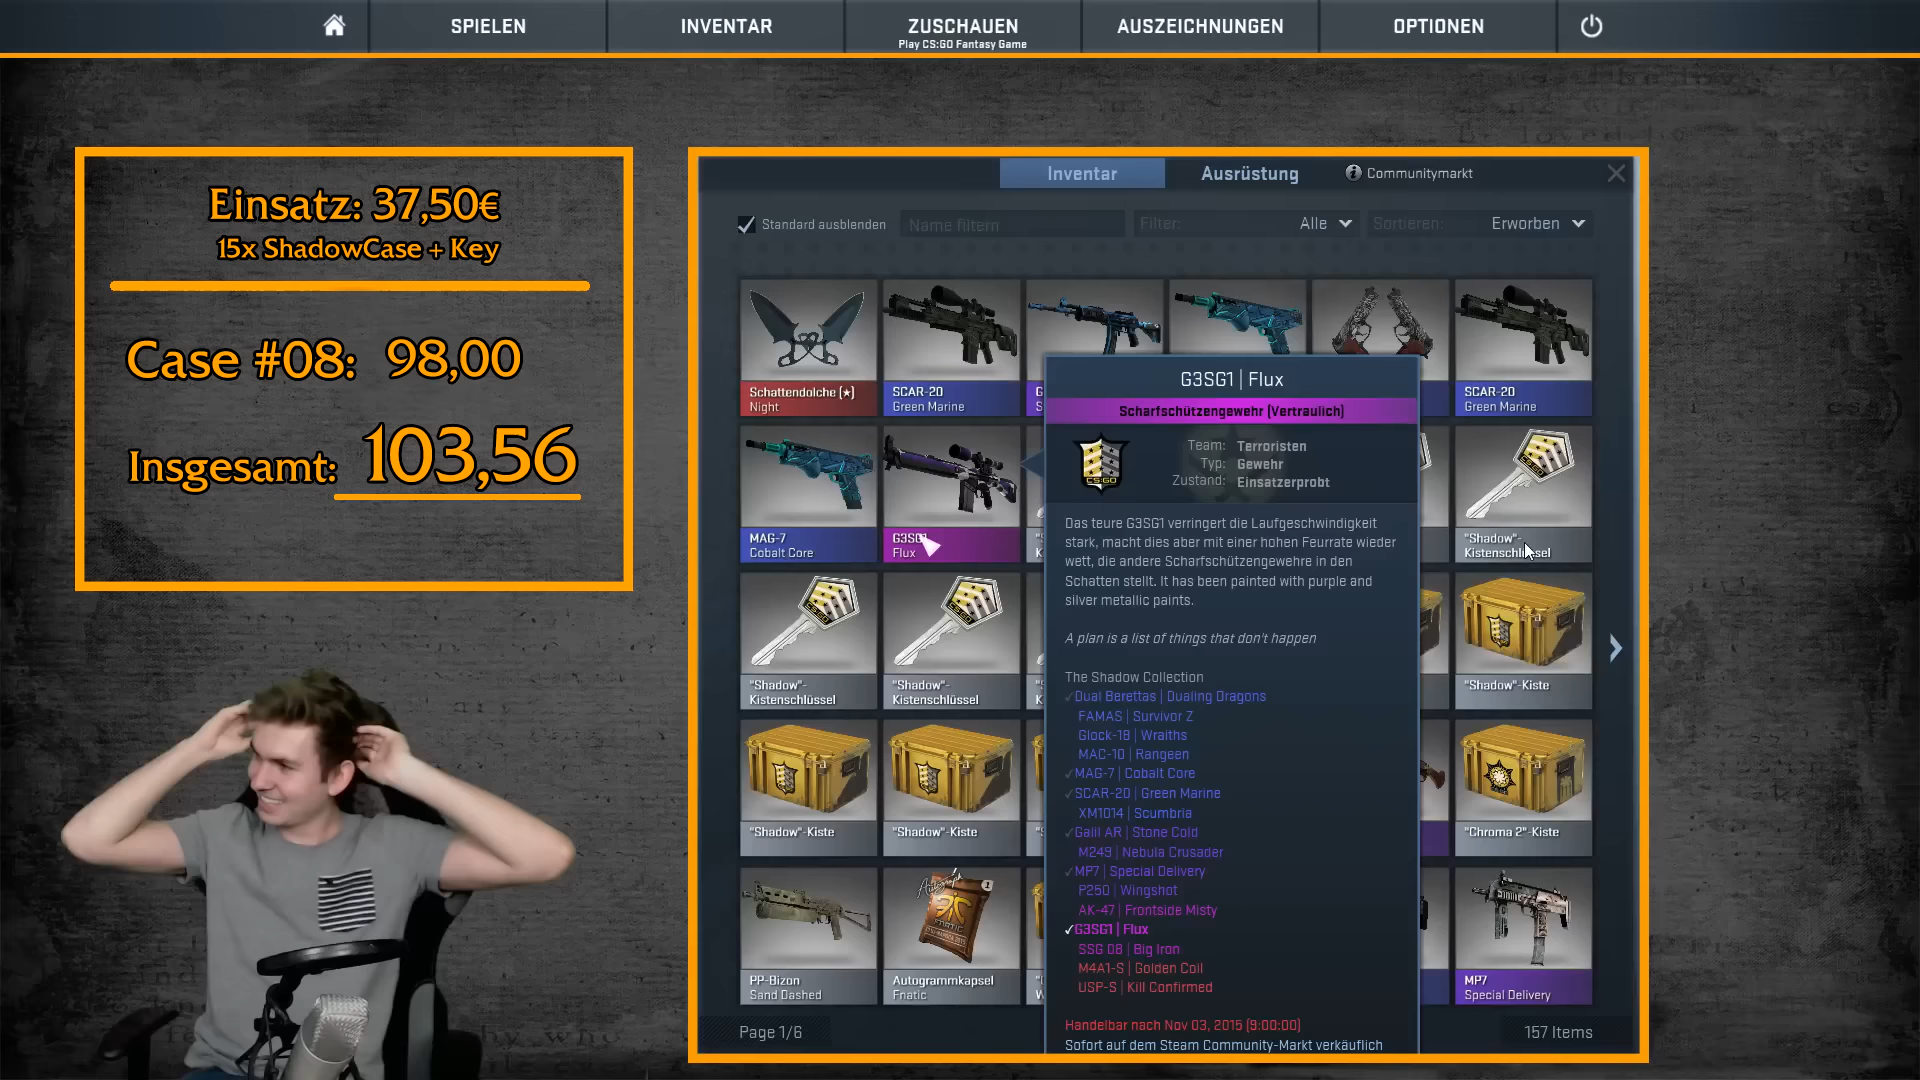 SPIELEN
INVENTAR
ZUSCHAUEN
Play CS:GO Fantasy Game
AUSZEICHNUNGEN
OPTIONEN
Einsatz: 37,50€
15x ShadowCase + Key
Case #08: 98,00
Insgesamt: 103,56
Inventar
Ausrüstung
Communitymarkt
Standard ausblenden
Name filtern
Filter:
Alle
Sortieren:
Erworben
Schattendolche (★)
Night
SCAR-20
Green Marine
SCAR-20
Green Marine
MAG-7
Cobalt Core
G3SG1
Flux
"Shadow"-
Kistenschlüssel
"Shadow"-
Kistenschlüssel
"Shadow"-
Kistenschlüssel
"Shadow"-Kiste
"Shadow"-Kiste
"Shadow"-Kiste
"Chroma 2"-Kiste
PP-Bizon
Sand Dashed
Autogrammkapsel
Fnatic
MP7
Special Delivery
G3SG1 | Flux
Scharfschützengewehr (Vertraulich)
CS:GO
Team: Terroristen
Typ: Gewehr
Zustand: Einsatzerprobt
Das teure G3SG1 verringert die Laufgeschwindigkeit
stark, macht dies aber mit einer hohen Feurrate wieder
wett, die andere Scharfschützengewehre in den
Schatten stellt. It has been painted with purple and
silver metallic paints.
A plan is a list of things that don't happen
The Shadow Collection
✓Dual Berettas | Dualing Dragons
FAMAS | Survivor Z
Glock-18 | Wraiths
MAC-10 | Rangeen
✓MAG-7 | Cobalt Core
✓SCAR-20 | Green Marine
XM1014 | Scumbria
✓Galil AR | Stone Cold
M249 | Nebula Crusader
✓MP7 | Special Delivery
P250 | Wingshot
AK-47 | Frontside Misty
✓G3SG1 | Flux
SSG 08 | Big Iron
M4A1-S | Golden Coil
USP-S | Kill Confirmed
Handelbar nach Nov 03, 2015 (9:00:00)
Sofort auf dem Steam Community-Markt verkäuflich
Page 1/6
157 Items